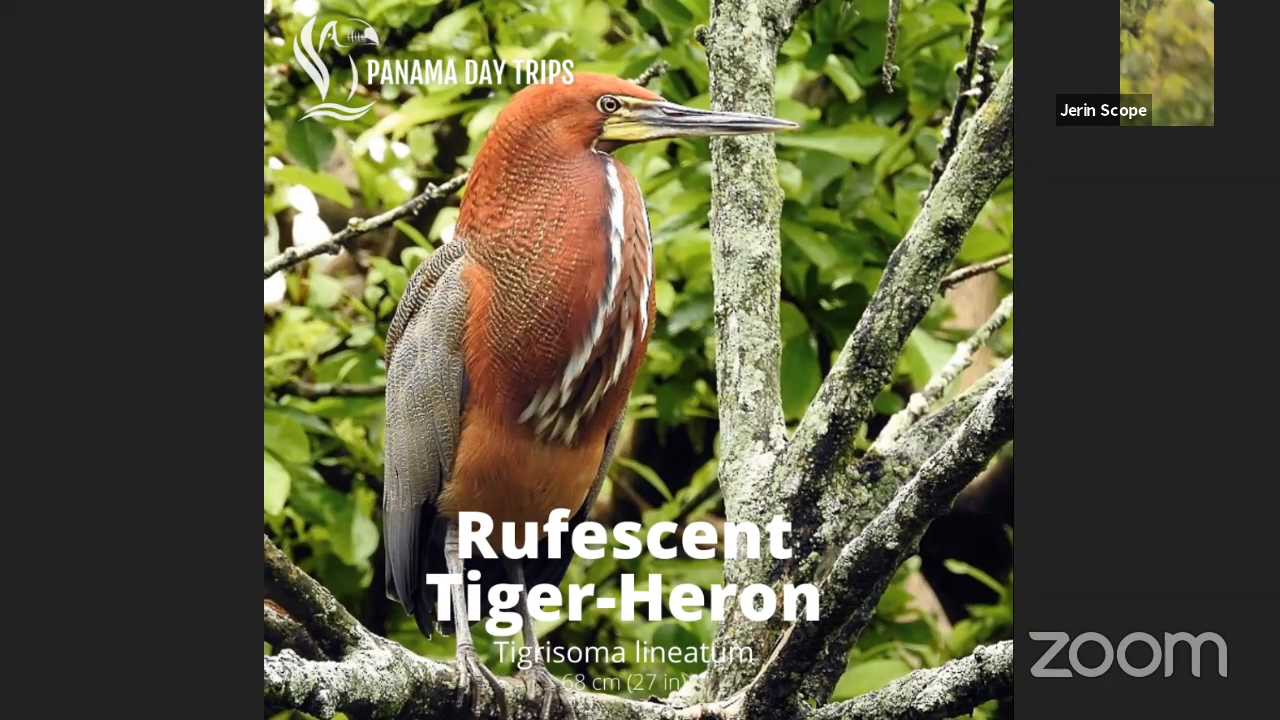 PANAMA DAY TRIPS
Jerin Scope
Rufescent
Tiger-Heron
Tigrisoma lineatum
68 cm (27 in)
zoom